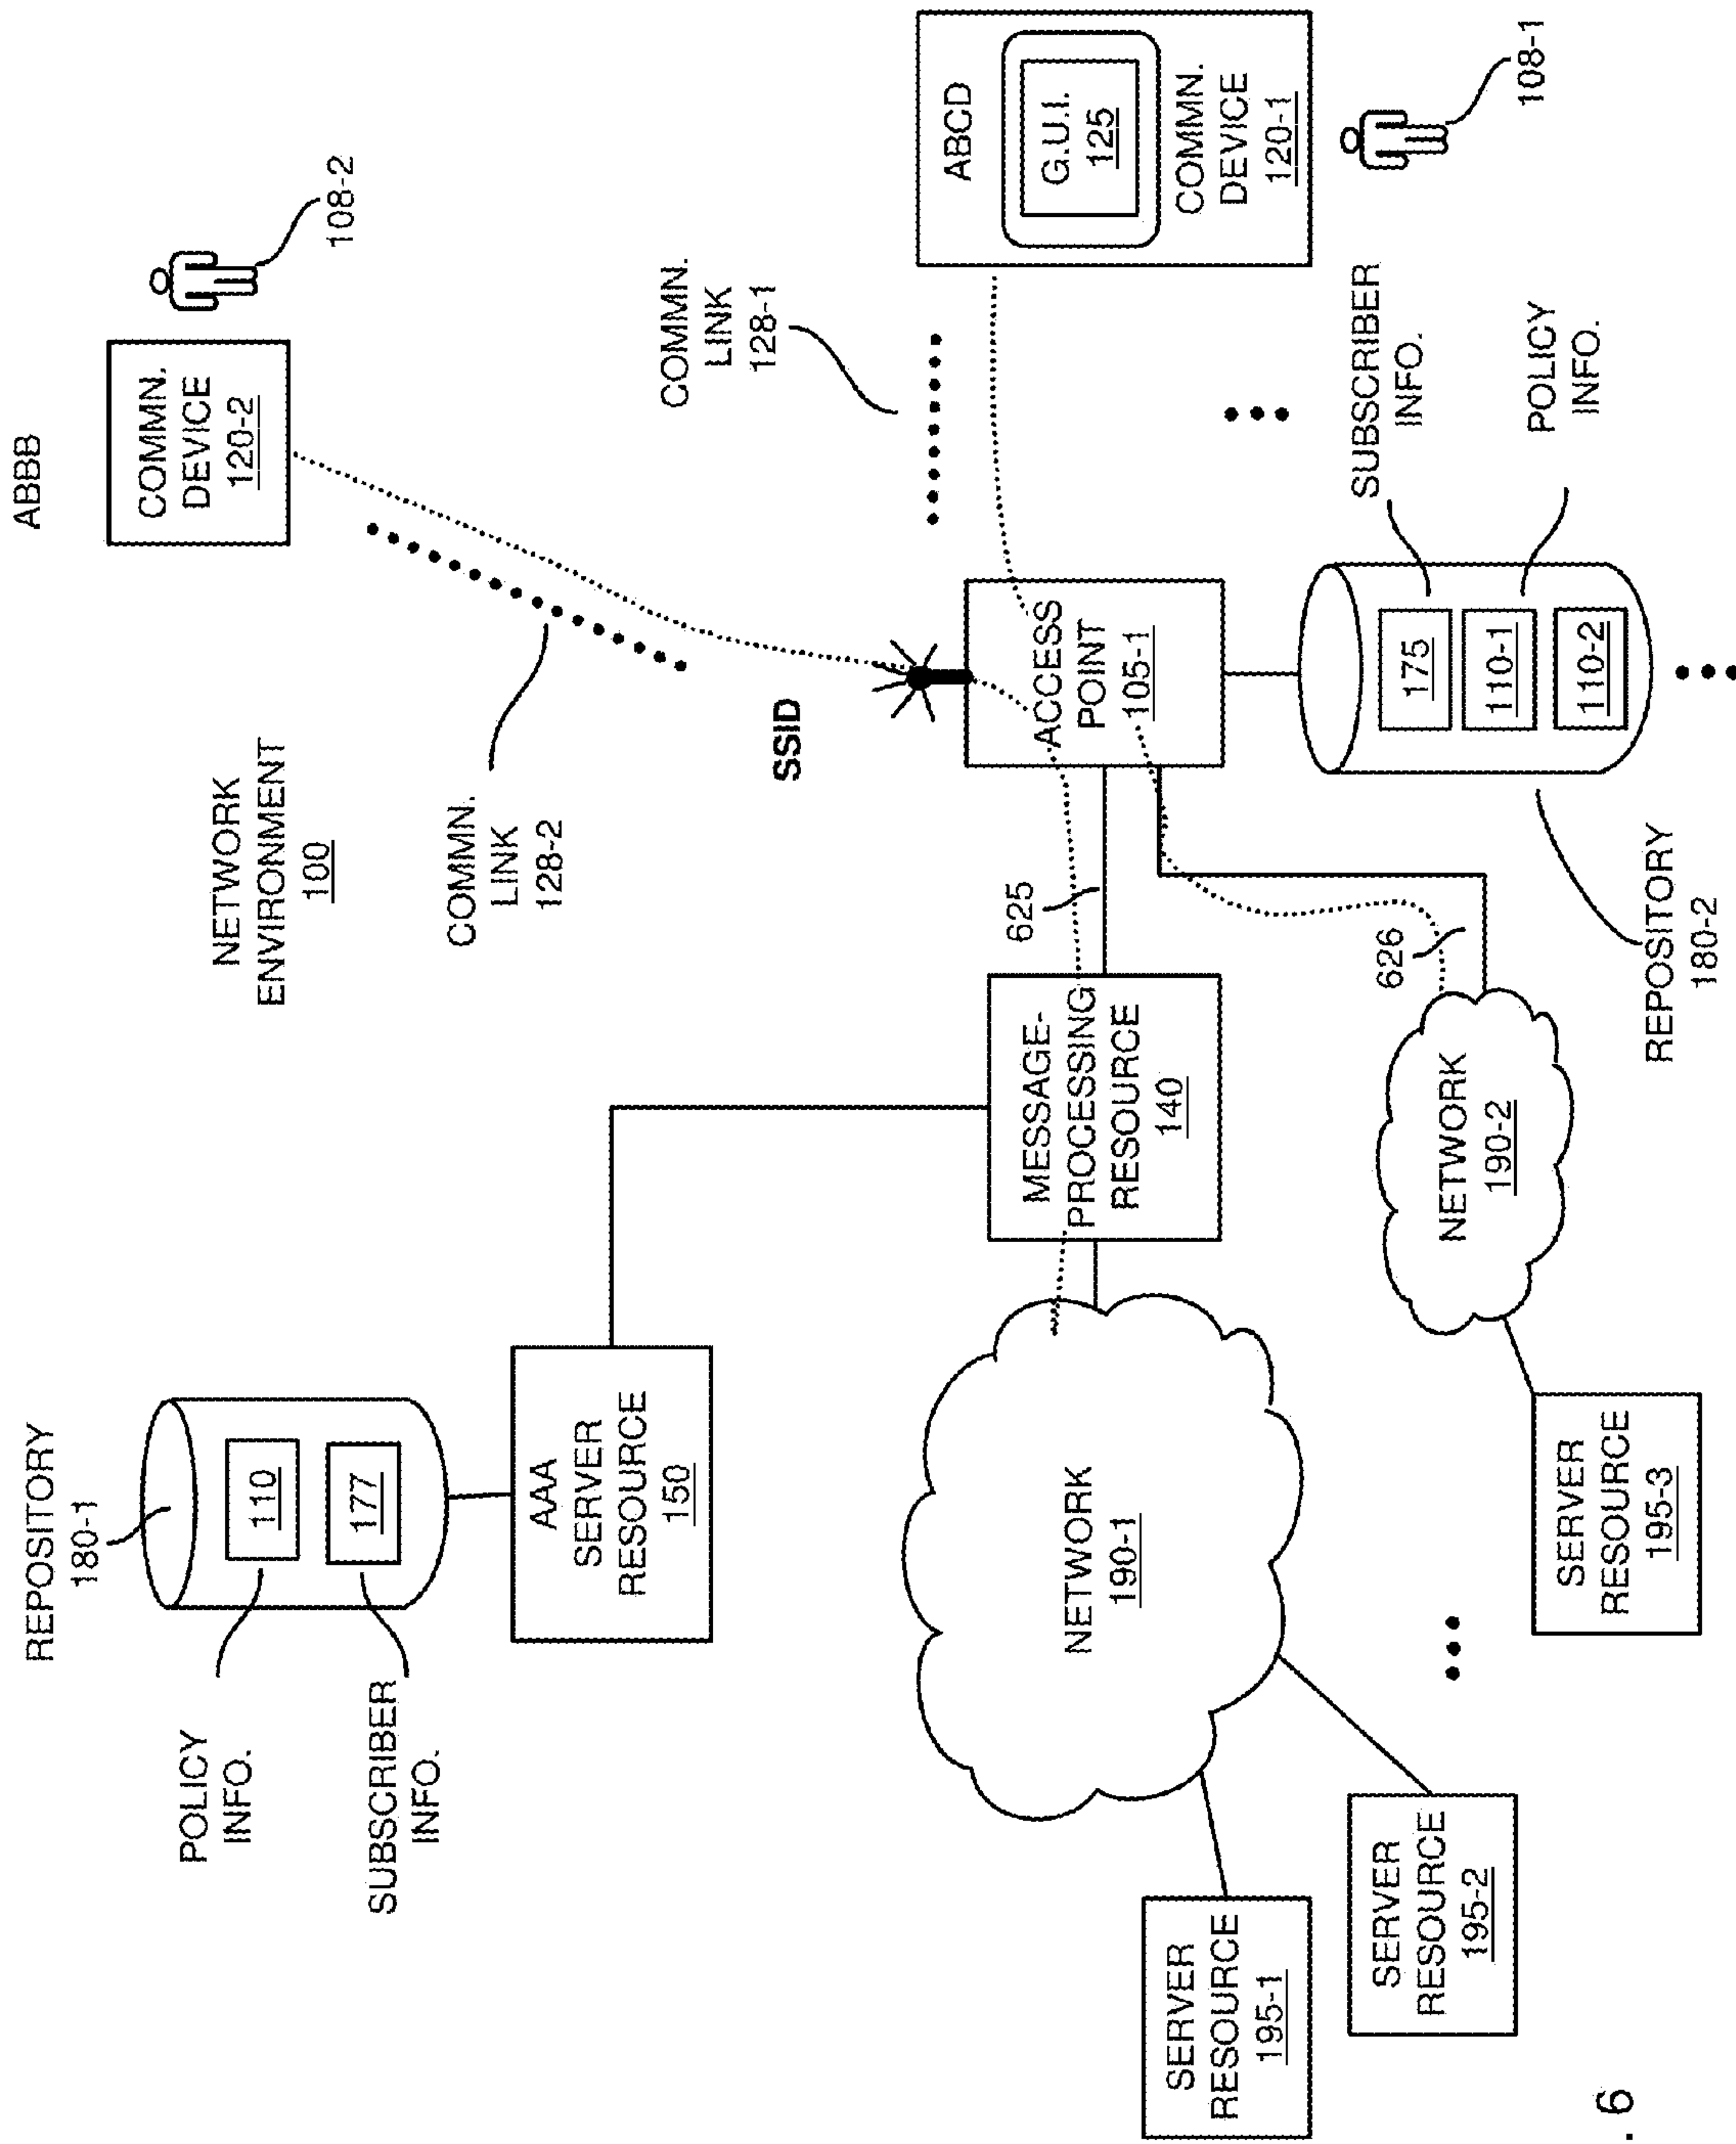 REPOSITORY
180-1
POLICY
INFO.
110
SUBSCRIBER
INFO.
177
AAA
SERVER
RESOURCE
150
NETWORK
ENVIRONMENT
100
ABBB
COMMN.
DEVICE
120-2
108-2
COMMN.
LINK
128-2
SSID
COMMN.
LINK
128-1
ABCD
G.U.I.
125
COMMN.
DEVICE
120-1
108-1
NETWORK
190-1
MESSAGE-
PROCESSING
RESOURCE
140
625
ACCESS
POINT
105-1
626
SERVER
RESOURCE
195-1
SERVER
RESOURCE
195-2
SERVER
RESOURCE
195-3
NETWORK
190-2
REPOSITORY
180-2
175
110-1
110-2
SUBSCRIBER
INFO.
POLICY
INFO.
. 6